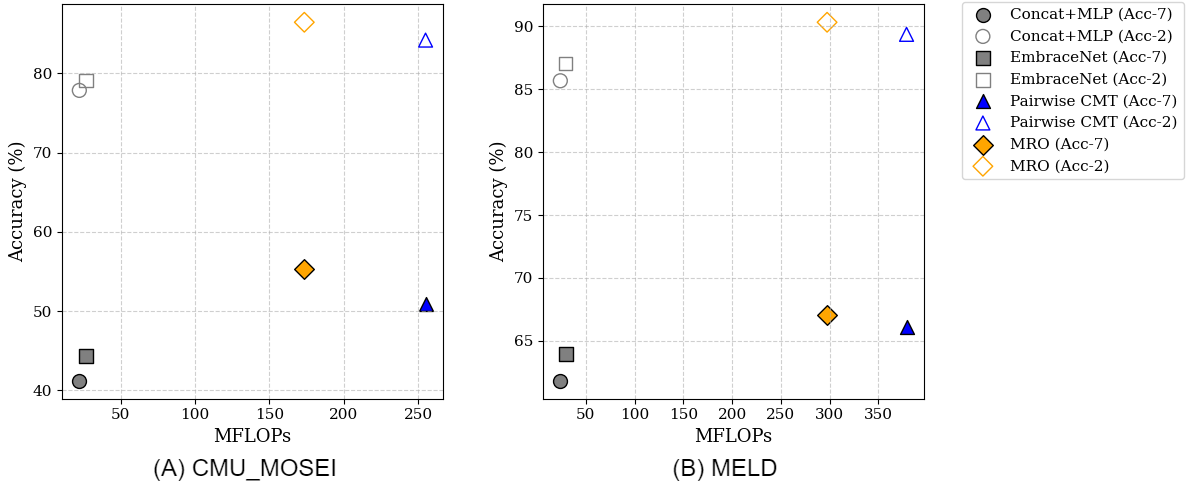 Accuracy (%)
80
70
60
50
40
50
100
150
200
250
MFLOPs
(A) CMU_MOSEI
Accuracy (%)
90
85
80
75
70
65
50
100
150
200
250
300
350
MFLOPs
(B) MELD
Concat+MLP (Acc-7)
Concat+MLP (Acc-2)
EmbraceNet (Acc-7)
EmbraceNet (Acc-2)
Pairwise CMT (Acc-7)
Pairwise CMT (Acc-2)
MRO (Acc-7)
MRO (Acc-2)